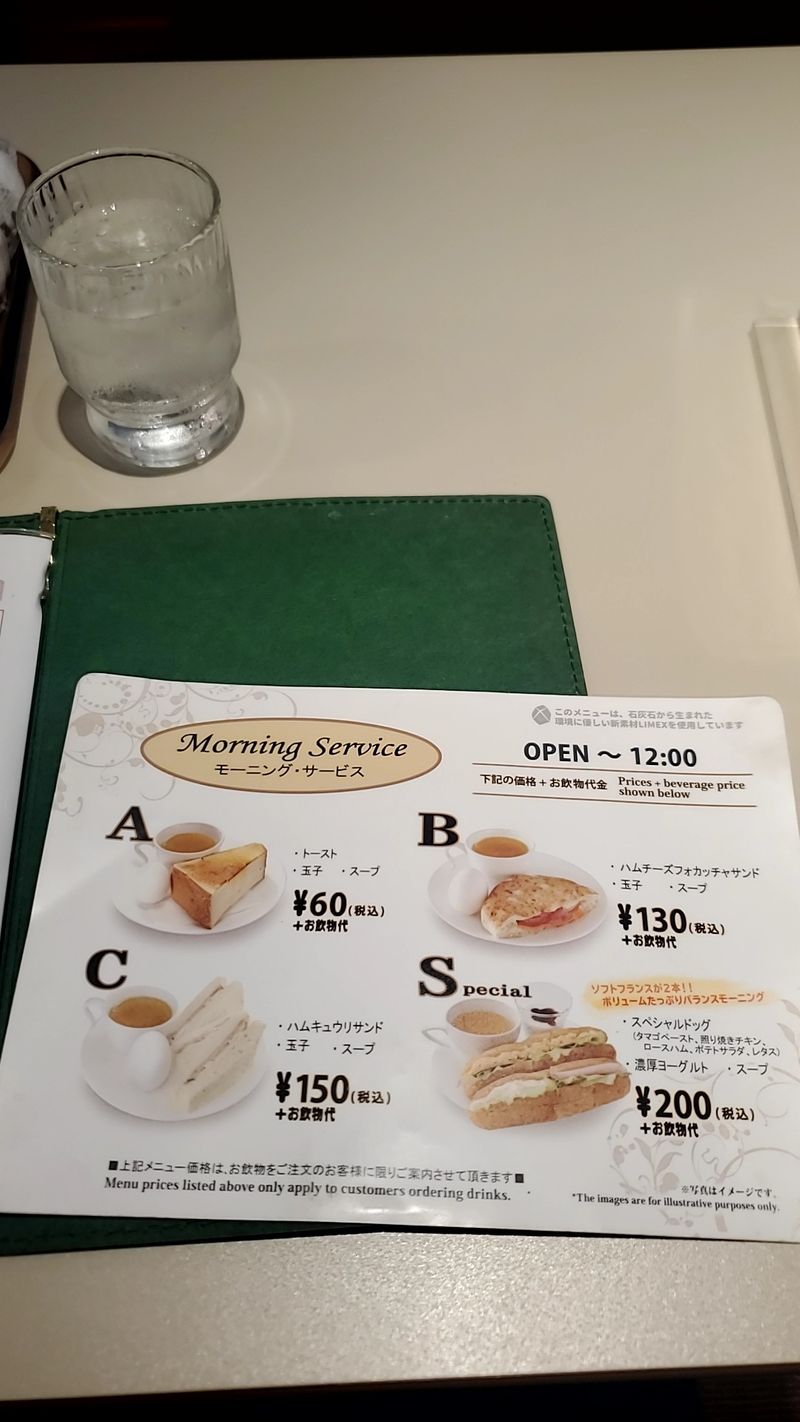 このメニューは、石灰石から生まれた
環境に優しい新素材LIMEXを使用しています
Morning Service
モーニング・サービス
OPEN ～ 12:00
下記の価格＋お飲物代金 Prices + beverage price
shown below
A
・トースト
・玉子 ・スープ
¥60(税込)
＋お飲物代
B
・ハムチーズフォカッチャサンド
・玉子 ・スープ
¥130(税込)
＋お飲物代
C
・ハムキュウリサンド
・玉子 ・スープ
¥150(税込)
＋お飲物代
Special
ソフトフランスが2本!!
ボリュームたっぷりバランスモーニング
・スペシャルドッグ
(タマゴペースト、照り焼きチキン、
ロースハム、ポテトサラダ、レタス)
・濃厚ヨーグルト ・スープ
¥200(税込)
＋お飲物代
■上記メニュー価格は、お飲物をご注文のお客様に限りご案内させて頂きます■
Menu prices listed above only apply to customers ordering drinks.
※写真はイメージです。
*The images are for illustrative purposes only.